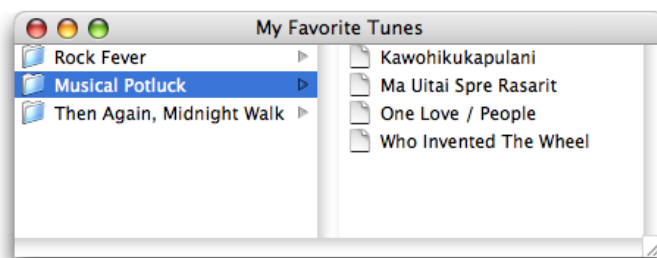 My Favorite Tunes
Rock Fever
Musical Potluck
Then Again, Midnight Walk
Kawohikukapulani
Ma Uitai Spre Rasarit
One Love / People
Who Invented The Wheel